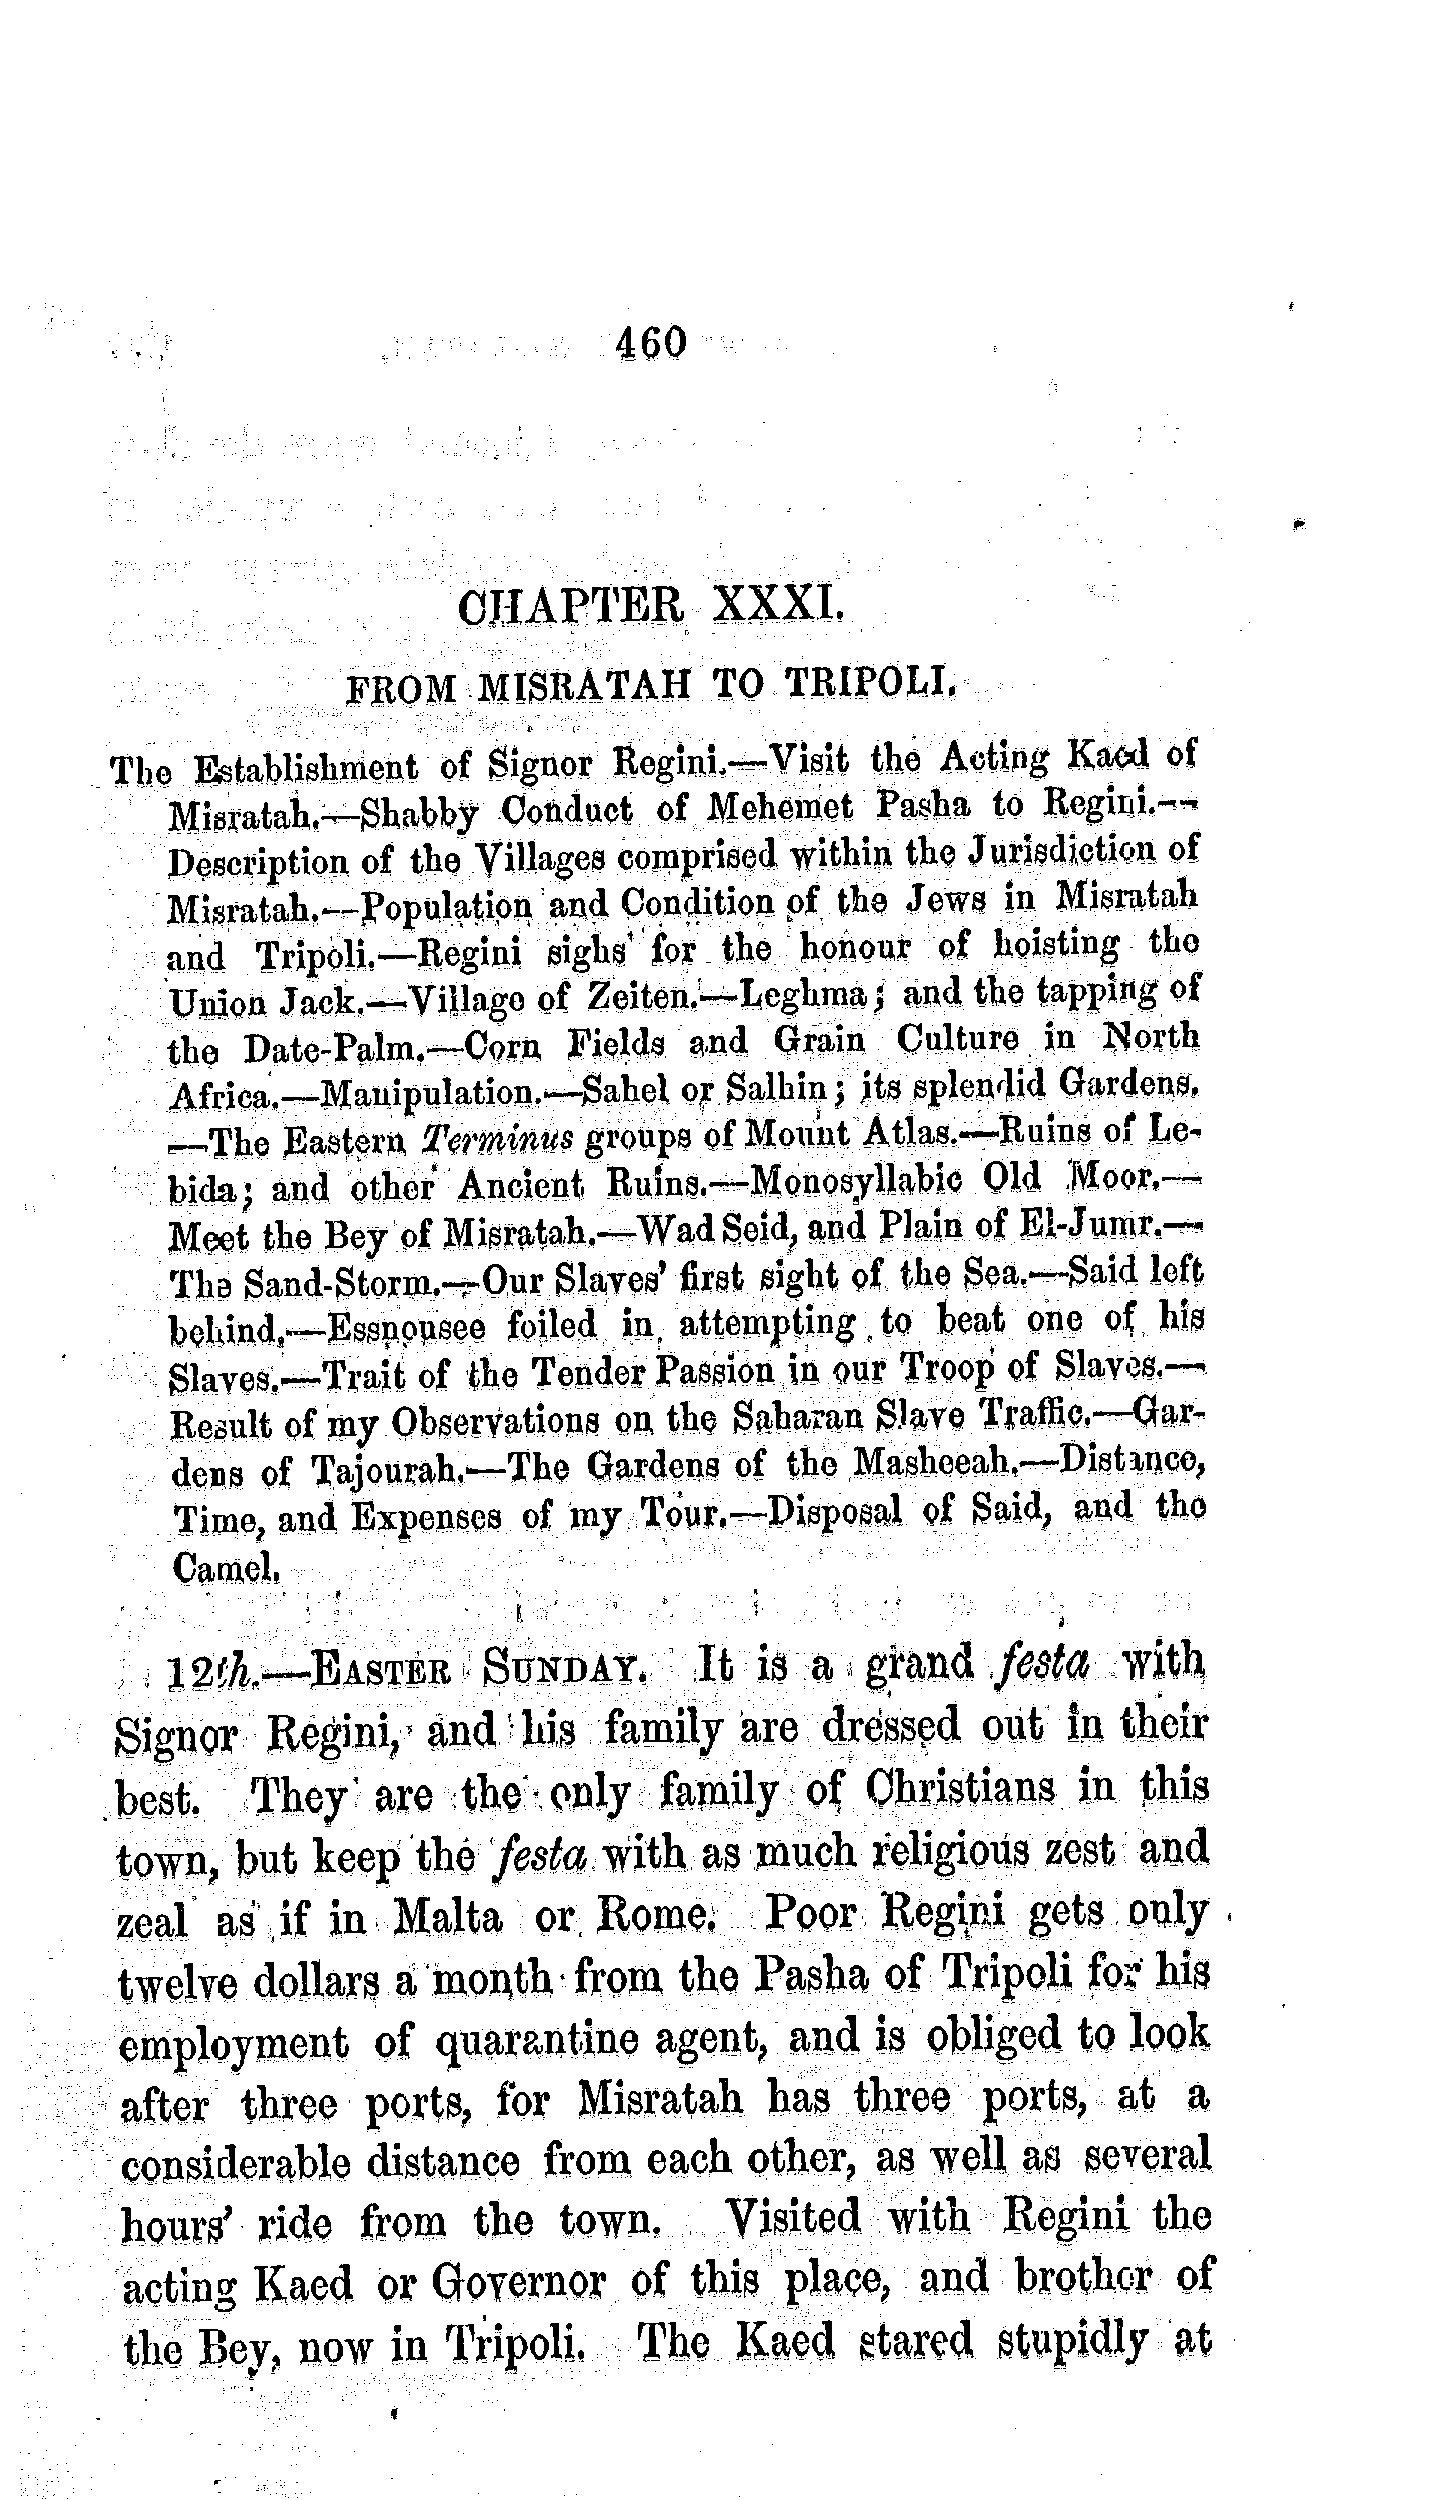 460
CHAPTER XXXI.
FROM MISRATAH TO TRIPOLI.
The Establishment of Signor Regini.—Visit the Acting Kaed of
Misratah.—Shabby Conduct of Mehemet Pasha to Regini.—
Description of the Villages comprised within the Jurisdiction of
Misratah.—Population and Condition of the Jews in Misratah
and Tripoli.—Regini sighs for the honour of hoisting the
Union Jack.—Village of Zeiten.—Leghma; and the tapping of
the Date-Palm.—Corn Fields and Grain Culture in North
Africa.—Manipulation.—Sahel or Salhin; its splendid Gardens.
—The Eastern Terminus groups of Mount Atlas.—Ruins of Le-
bida; and other Ancient Ruins.—Monosyllabic Old Moor.—
Meet the Bey of Misratah.—Wad Seid, and Plain of El-Jumr.—
The Sand-Storm.—Our Slaves' first sight of the Sea.—Said left
behind.—Essnousee foiled in attempting to beat one of his
Slaves.—Trait of the Tender Passion in our Troop of Slaves.—
Result of my Observations on the Saharan Slave Traffic.—Gar-
dens of Tajourah.—The Gardens of the Masheeah.—Distance,
Time, and Expenses of my Tour.—Disposal of Said, and the
Camel.
12th.—EASTER SUNDAY. It is a grand festa with
Signor Regini, and his family are dressed out in their
best. They are the only family of Christians in this
town, but keep the festa with as much religious zest and
zeal as if in Malta or Rome. Poor Regini gets only
twelve dollars a month from the Pasha of Tripoli for his
employment of quarantine agent, and is obliged to look
after three ports, for Misratah has three ports, at a
considerable distance from each other, as well as several
hours' ride from the town. Visited with Regini the
acting Kaed or Governor of this place, and brother of
the Bey, now in Tripoli. The Kaed stared stupidly at